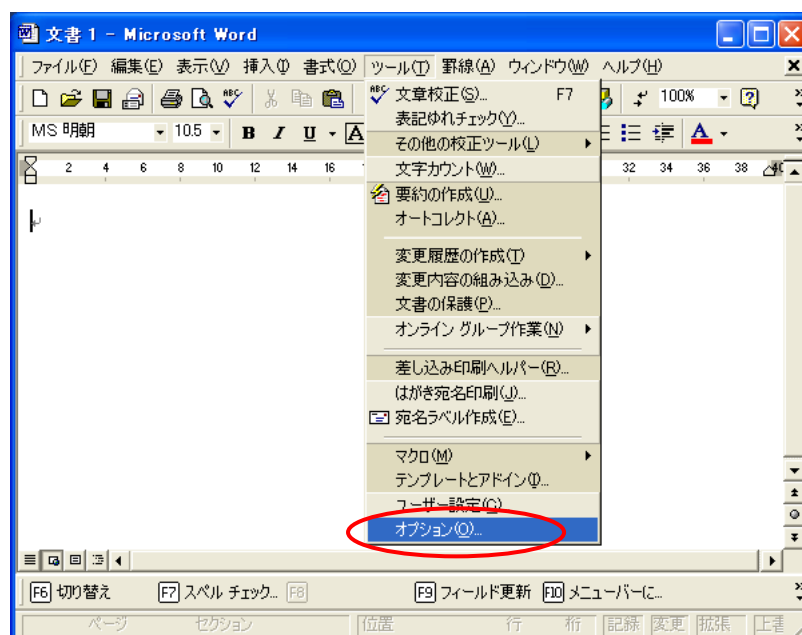 文書 1 - Microsoft Word
ファイル(F) 編集(E) 表示(V) 挿入(I) 書式(O) ツール(T) 罫線(A) ウィンドウ(W) ヘルプ(H)
100%
MS 明朝 10.5 B I U A A
2 4 6 8 10 12 14 16 32 34 36 38
文章校正(S)... F7
表記ゆれチェック(Y)...
その他の校正ツール(L)
文字カウント(W)...
要約の作成(U)...
オートコレクト(A)...
変更履歴の作成(T)
変更内容の組み込み(D)...
文書の保護(P)...
オンライン グループ作業(N)
差し込み印刷ヘルパー(R)...
はがき宛名印刷(J)...
宛名ラベル作成(E)...
マクロ(M)
テンプレートとアドイン(I)...
ユーザー設定(C)...
オプション(O)...
F6 切り替え F7 スペル チェック... F8 F9 フィールド更新 F10 メニューバーに...
ページ セクション 位置 行 桁 記録 変更 拡張 上書